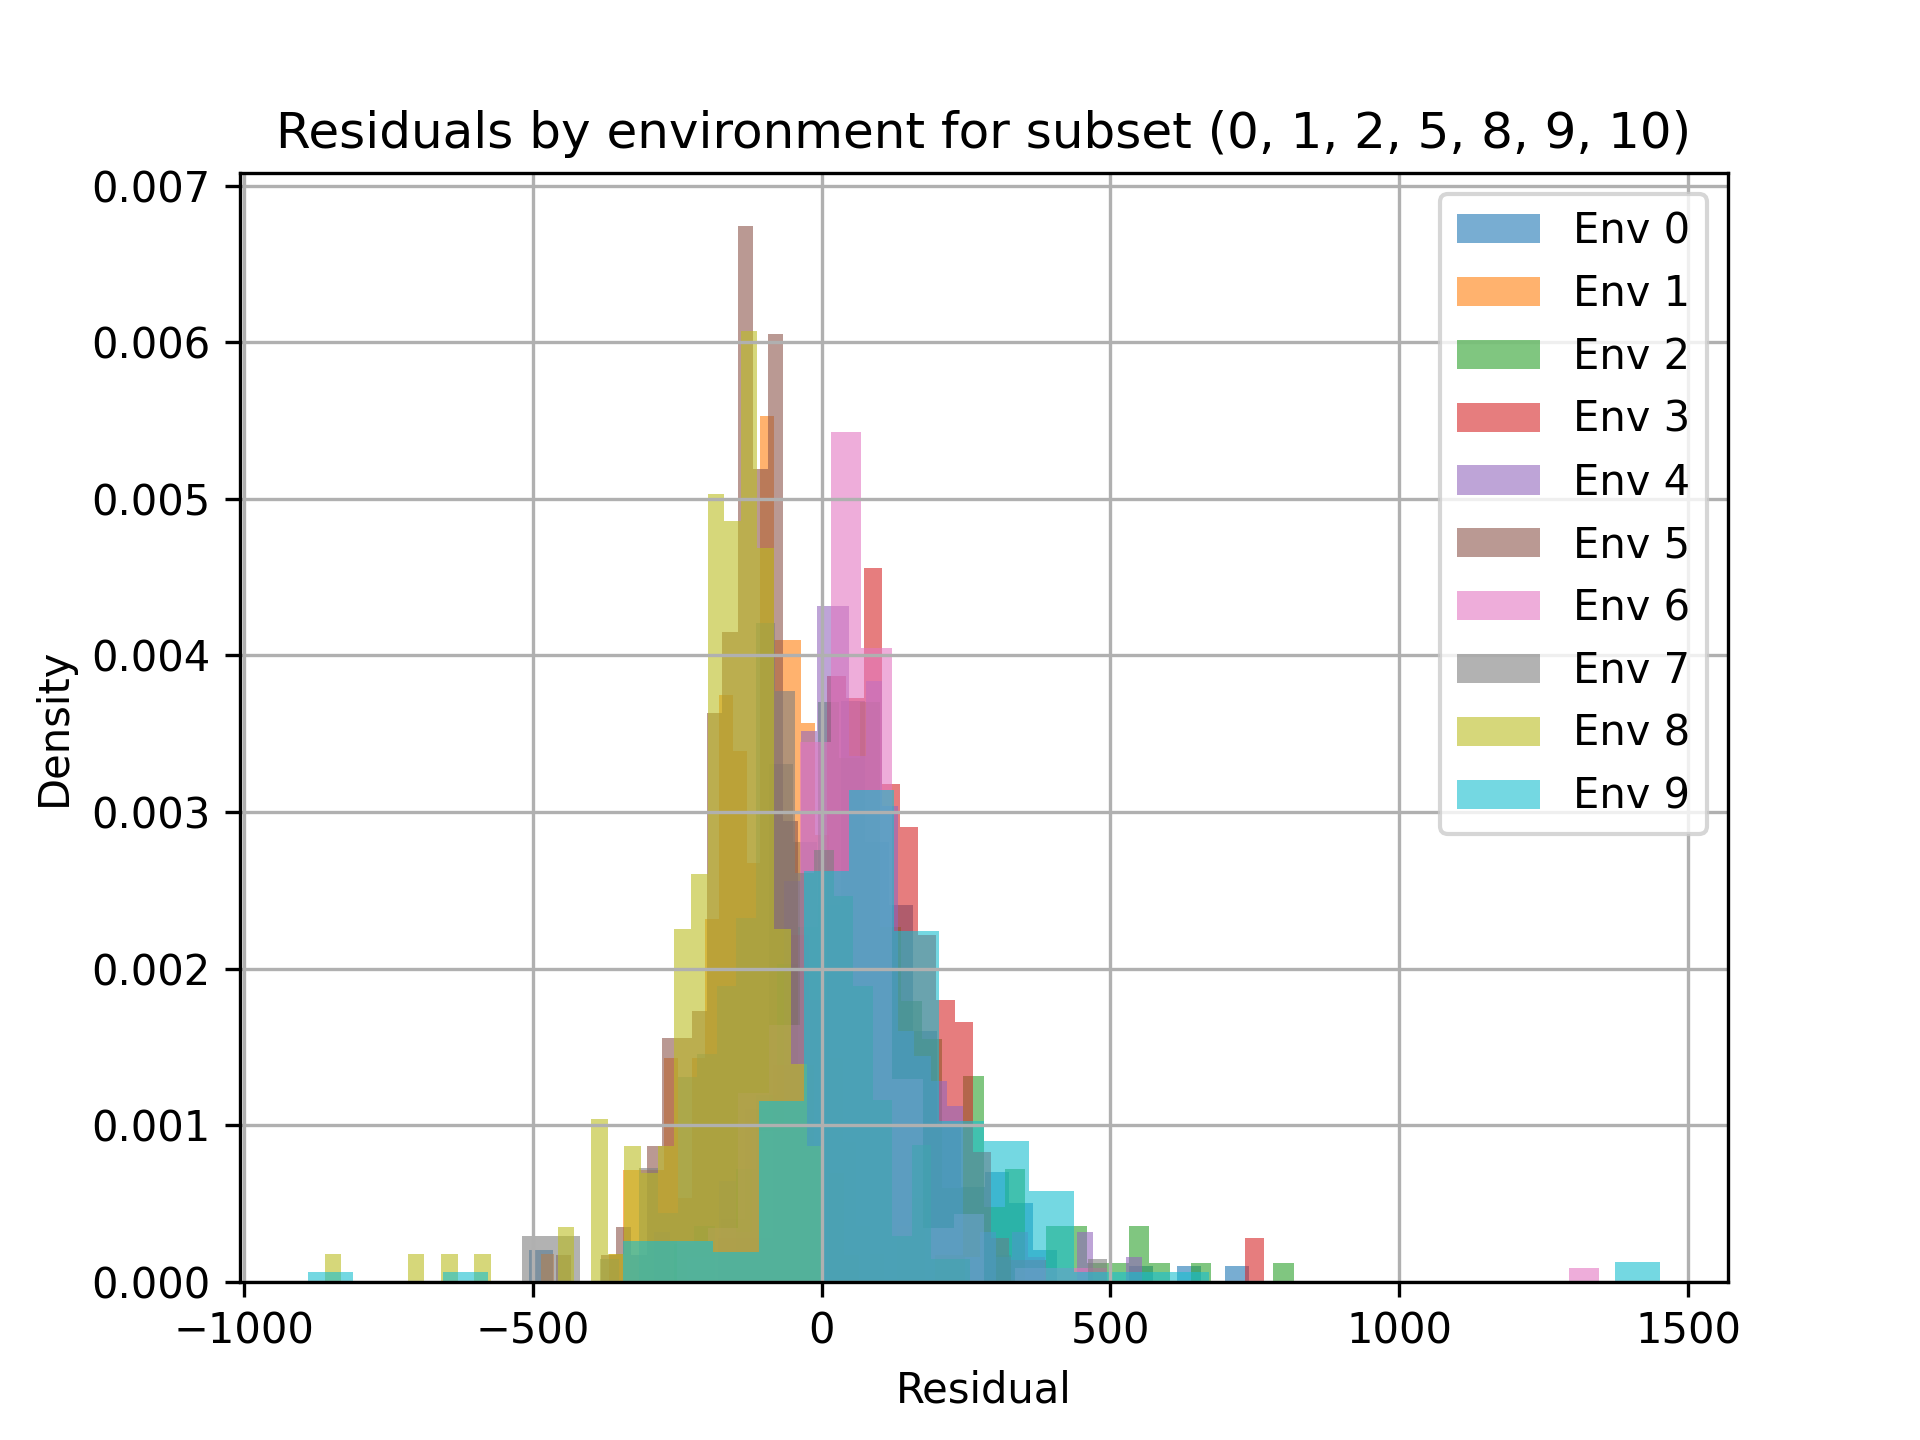 Residuals by environment for subset (0, 1, 2, 5, 8, 9, 10)
0.007
0.006
0.005
0.004
0.003
0.002
0.001
0.000
Density
Env 0
Env 1
Env 2
Env 3
Env 4
Env 5
Env 6
Env 7
Env 8
Env 9
−1000 −500 0 500 1000 1500
Residual